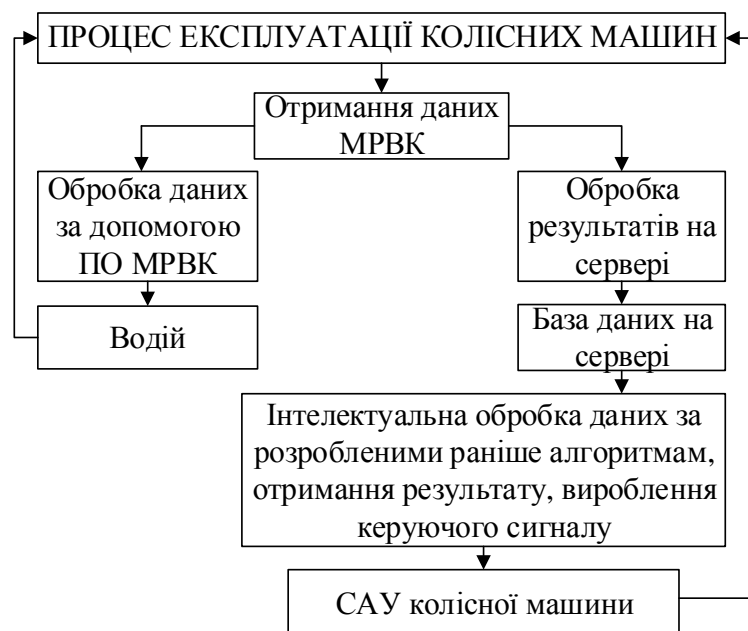 ПРОЦЕС ЕКСПЛУАТАЦІЇ КОЛІСНИХ МАШИН
Отримання даних
МРВК
Обробка даних
за допомогою
ПО МРВК
Водій
Обробка
результатів на
сервері
База даних на
сервері
Інтелектуальна обробка даних за
розробленими раніше алгоритмам,
отримання результату, вироблення
керуючого сигналу
САУ колісної машини